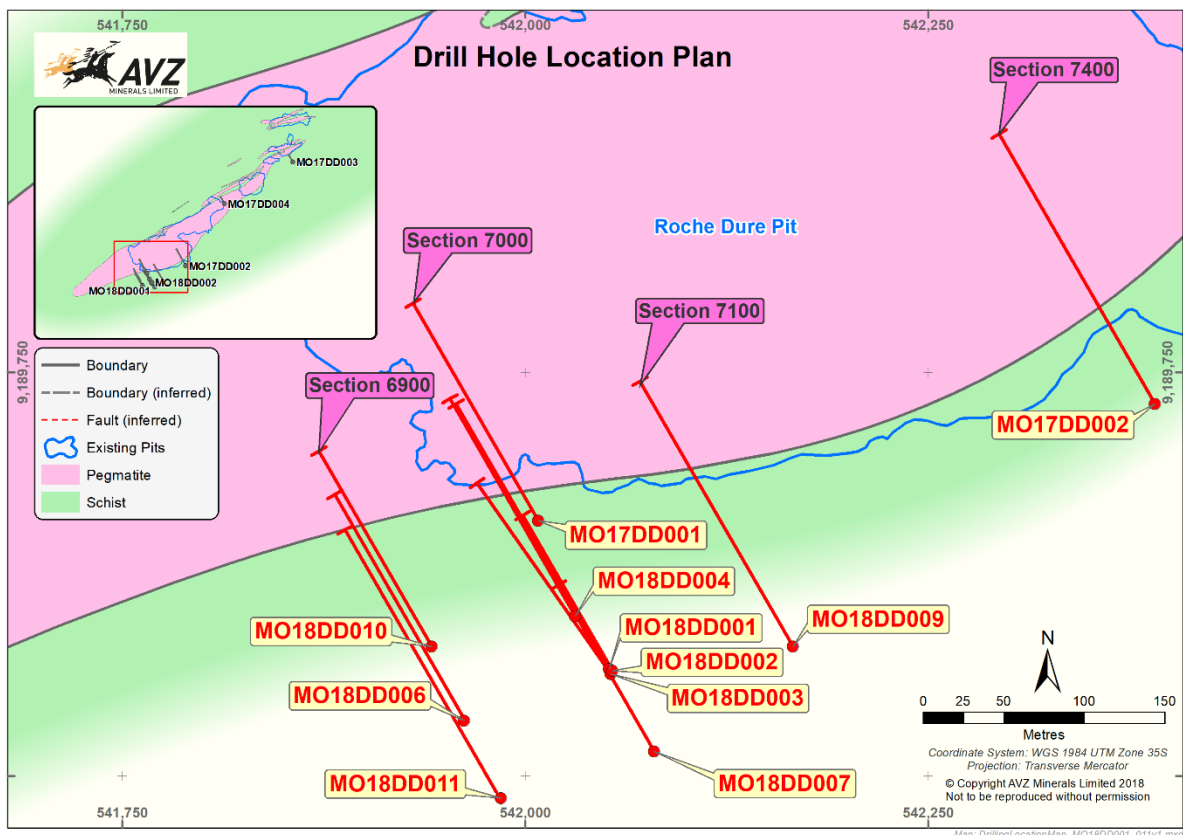 541,750
542,000
542,250
AVZ
MINERALS LIMITED
Drill Hole Location Plan
Section 7400
MO17DD003
MO17DD004
MO17DD002
MO18DD002
MO18DD001
Roche Dure Pit
Section 7000
Section 7100
Section 6900
9,189,750
9,189,750
Boundary
Boundary (inferred)
Fault (inferred)
Existing Pits
Pegmatite
Schist
MO17DD002
MO17DD001
MO18DD004
MO18DD001
MO18DD002
MO18DD003
MO18DD009
MO18DD010
MO18DD006
MO18DD007
MO18DD011
N
0 25 50 100 150
Metres
Coordinate System: WGS 1984 UTM Zone 35S
Projection: Transverse Mercator
© Copyright AVZ Minerals Limited 2018
Not to be reproduced without permission
541,750
542,000
542,250
Map: DrillingLocationMap_MO18DD001_011v1.mxd